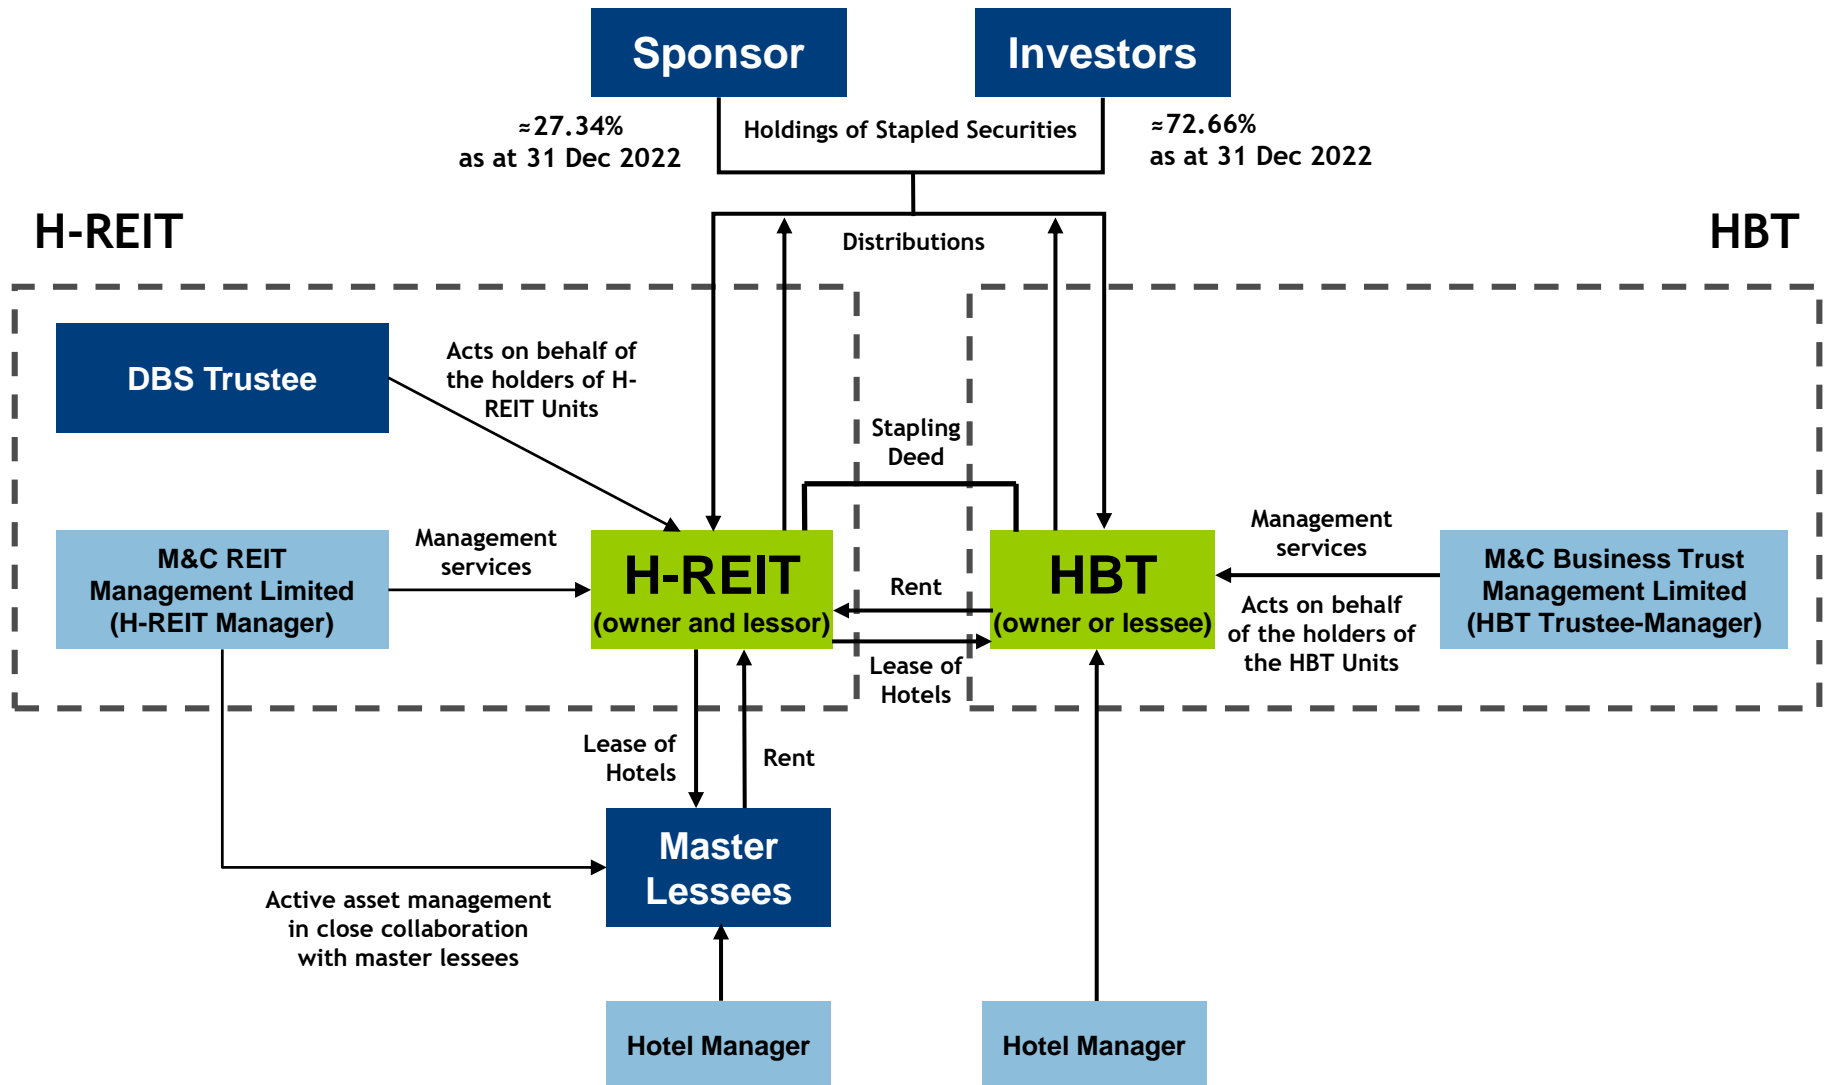 Sponsor
Investors
≈27.34%
as at 31 Dec 2022
Holdings of Stapled Securities
≈72.66%
as at 31 Dec 2022
H-REIT
HBT
Distributions
DBS Trustee
Acts on behalf of
the holders of H-
REIT Units
Stapling
Deed
M&C REIT
Management Limited
(H-REIT Manager)
Management
services
H-REIT
(owner and lessor)
Rent
Lease of
Hotels
HBT
(owner or lessee)
Management
services
Acts on behalf
of the holders of
the HBT Units
M&C Business Trust
Management Limited
(HBT Trustee-Manager)
Lease of
Hotels
Rent
Master
Lessees
Active asset management
in close collaboration
with master lessees
Hotel Manager
Hotel Manager